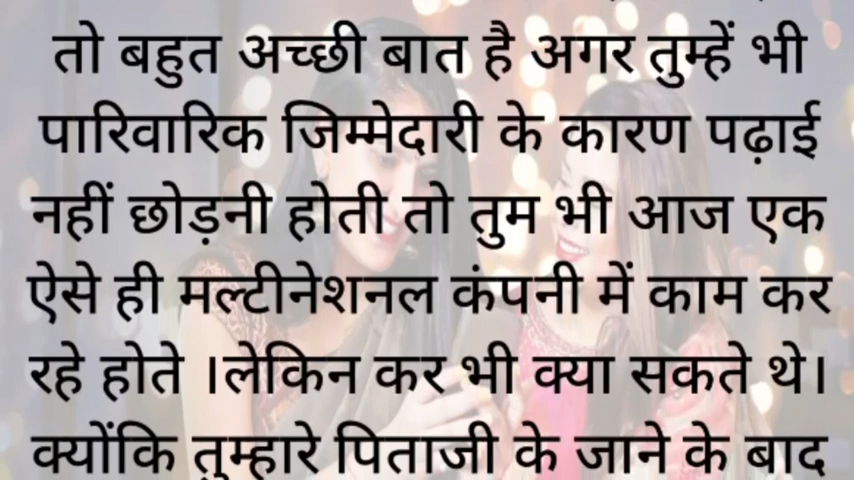 तो बहुत अच्छी बात है अगर तुम्हें भी
पारिवारिक जिम्मेदारी के कारण पढ़ाई
नहीं छोड़नी होती तो तुम भी आज एक
ऐसे ही मल्टीनेशनल कंपनी में काम कर
रहे होते ।लेकिन कर भी क्या सकते थे।
क्योंकि तुम्हारे पिताजी के जाने के बाद